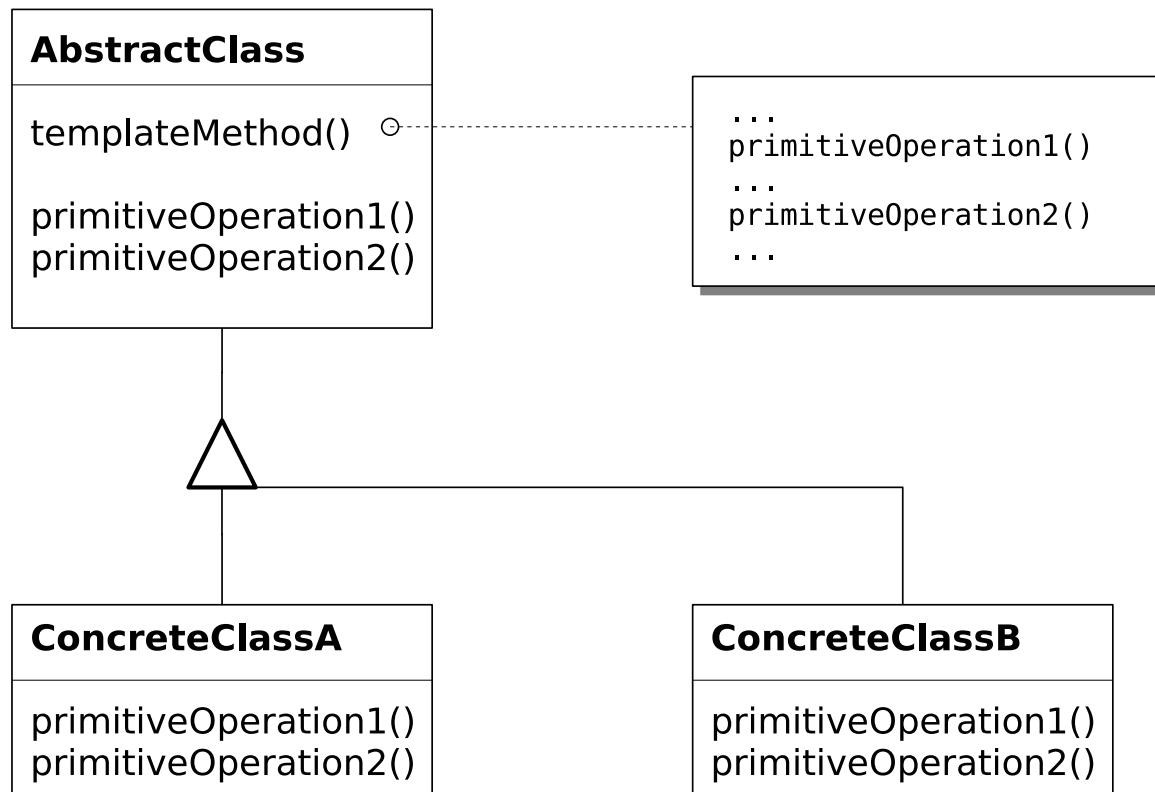 AbstractClass
templateMethod()
primitiveOperation1()
primitiveOperation2()
...
primitiveOperation1()
...
primitiveOperation2()
...
ConcreteClassA
primitiveOperation1()
primitiveOperation2()
ConcreteClassB
primitiveOperation1()
primitiveOperation2()